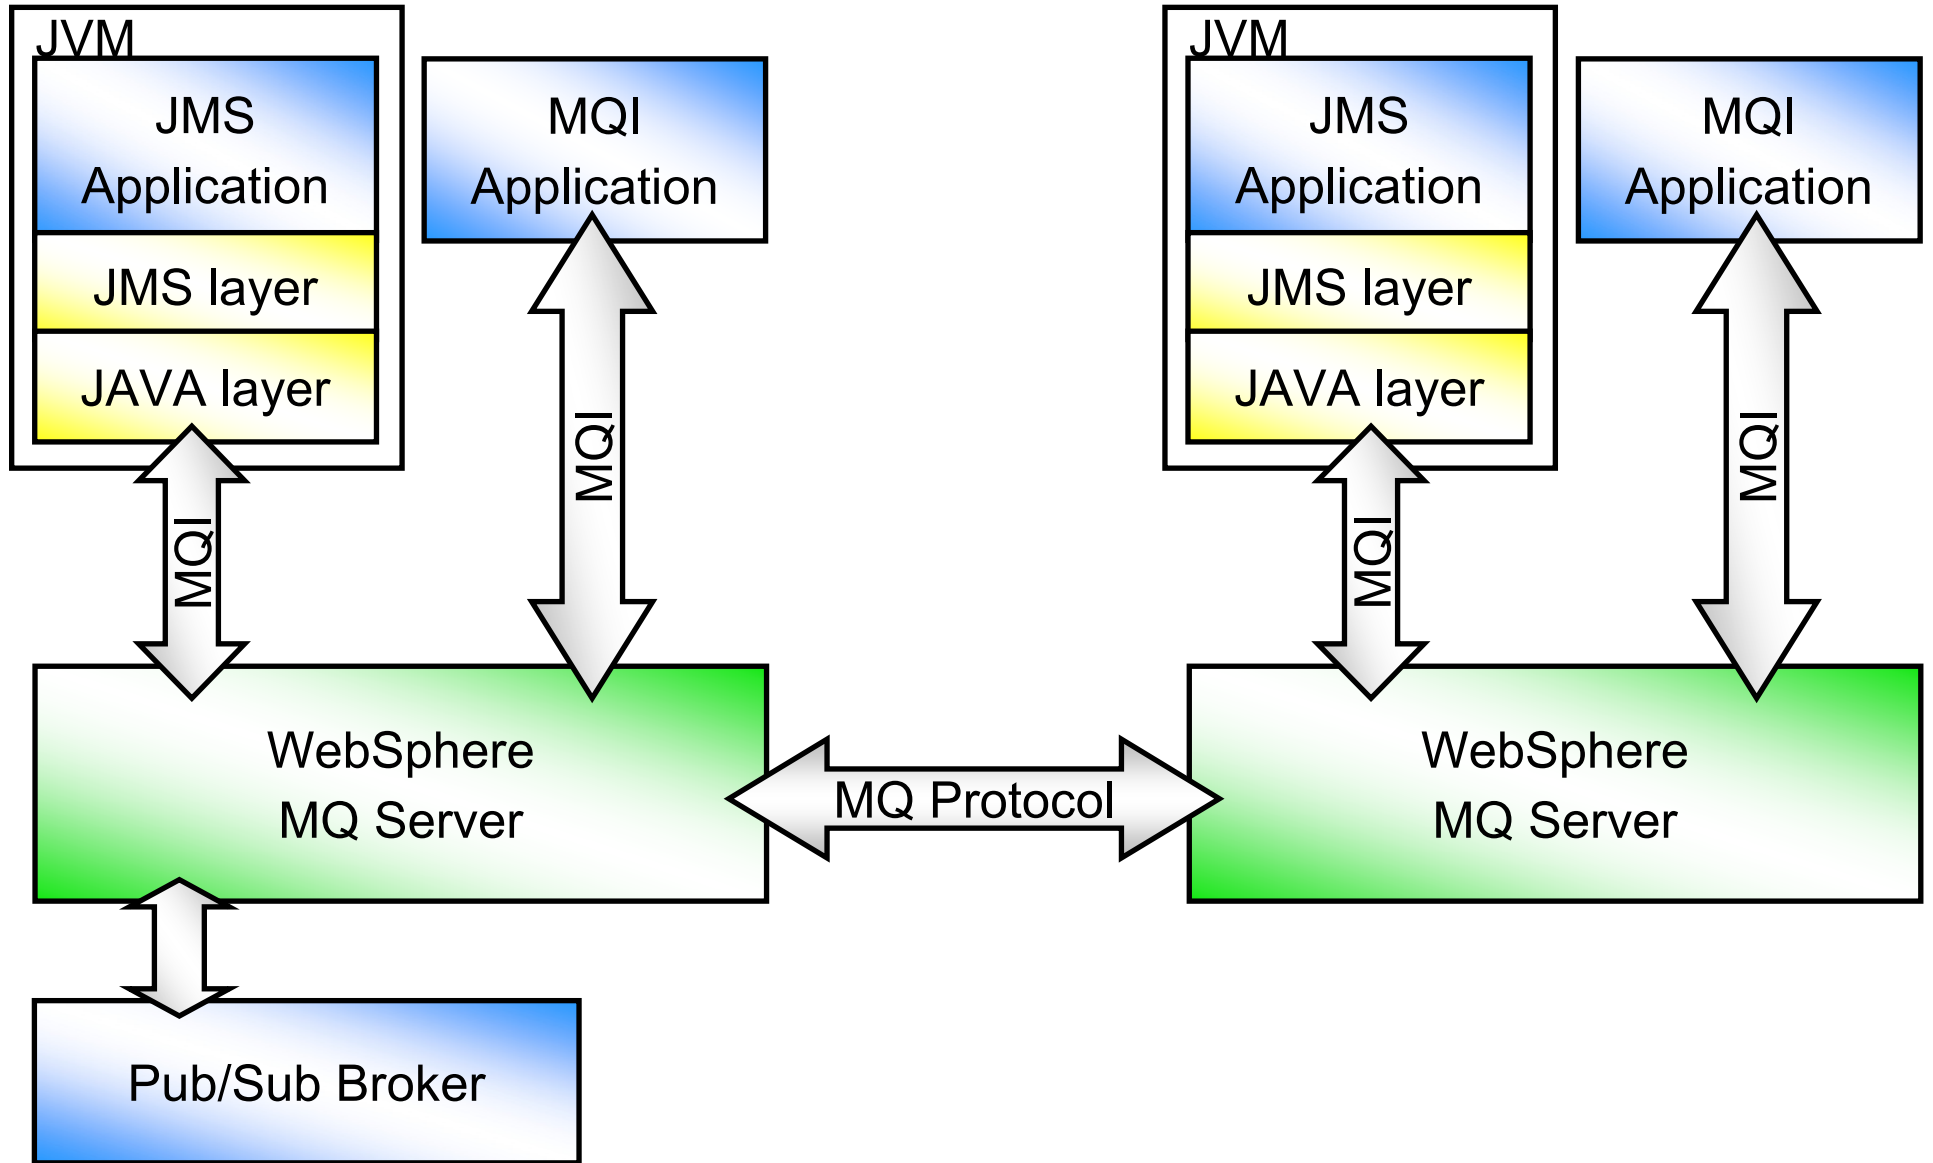 JVM
JMS
Application
JMS layer
JAVA layer
MQI
MQI
Application
MQI
JVM
JMS
Application
JMS layer
JAVA layer
MQI
MQI
Application
MQI
WebSphere
MQ Server
MQ Protocol
WebSphere
MQ Server
Pub/Sub Broker